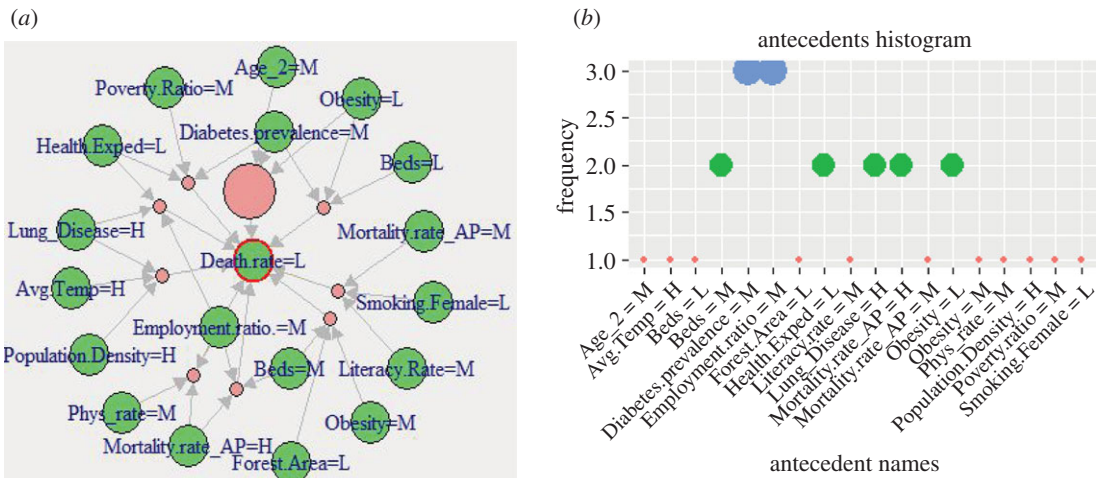 (a)
Age_2=M
Poverty.Ratio=M
Obesity=L
Diabetes.prevalence=M
Health.Exped=L
Beds=L
Lung_Disease=H
Mortality.rate_AP=M
Death.rate=L
Avg.Temp=H
Smoking.Female=L
Employment.ratio.=M
Population.Density=H
Beds=M
Literacy.Rate=M
Phys_rate=M
Obesity=M
Mortality.rate_AP=H
Forest.Area=L
(b)
antecedents histogram
3.0
2.5
2.0
1.5
1.0
frequency
Age_2=M
Avg.Temp=H
Beds=L
Beds=M
Diabetes.prevalence=M
Employment.ratio=M
Forest.Area=L
Health.Exped=L
Literacy.rate=M
Lung_Disease=H
Mortality.rate_AP=H
Mortality.rate_AP=M
Obesity=L
Obesity=M
Phys_rate=M
Population.Density=H
Poverty.ratio=M
Smoking.Female=L
antecedent names